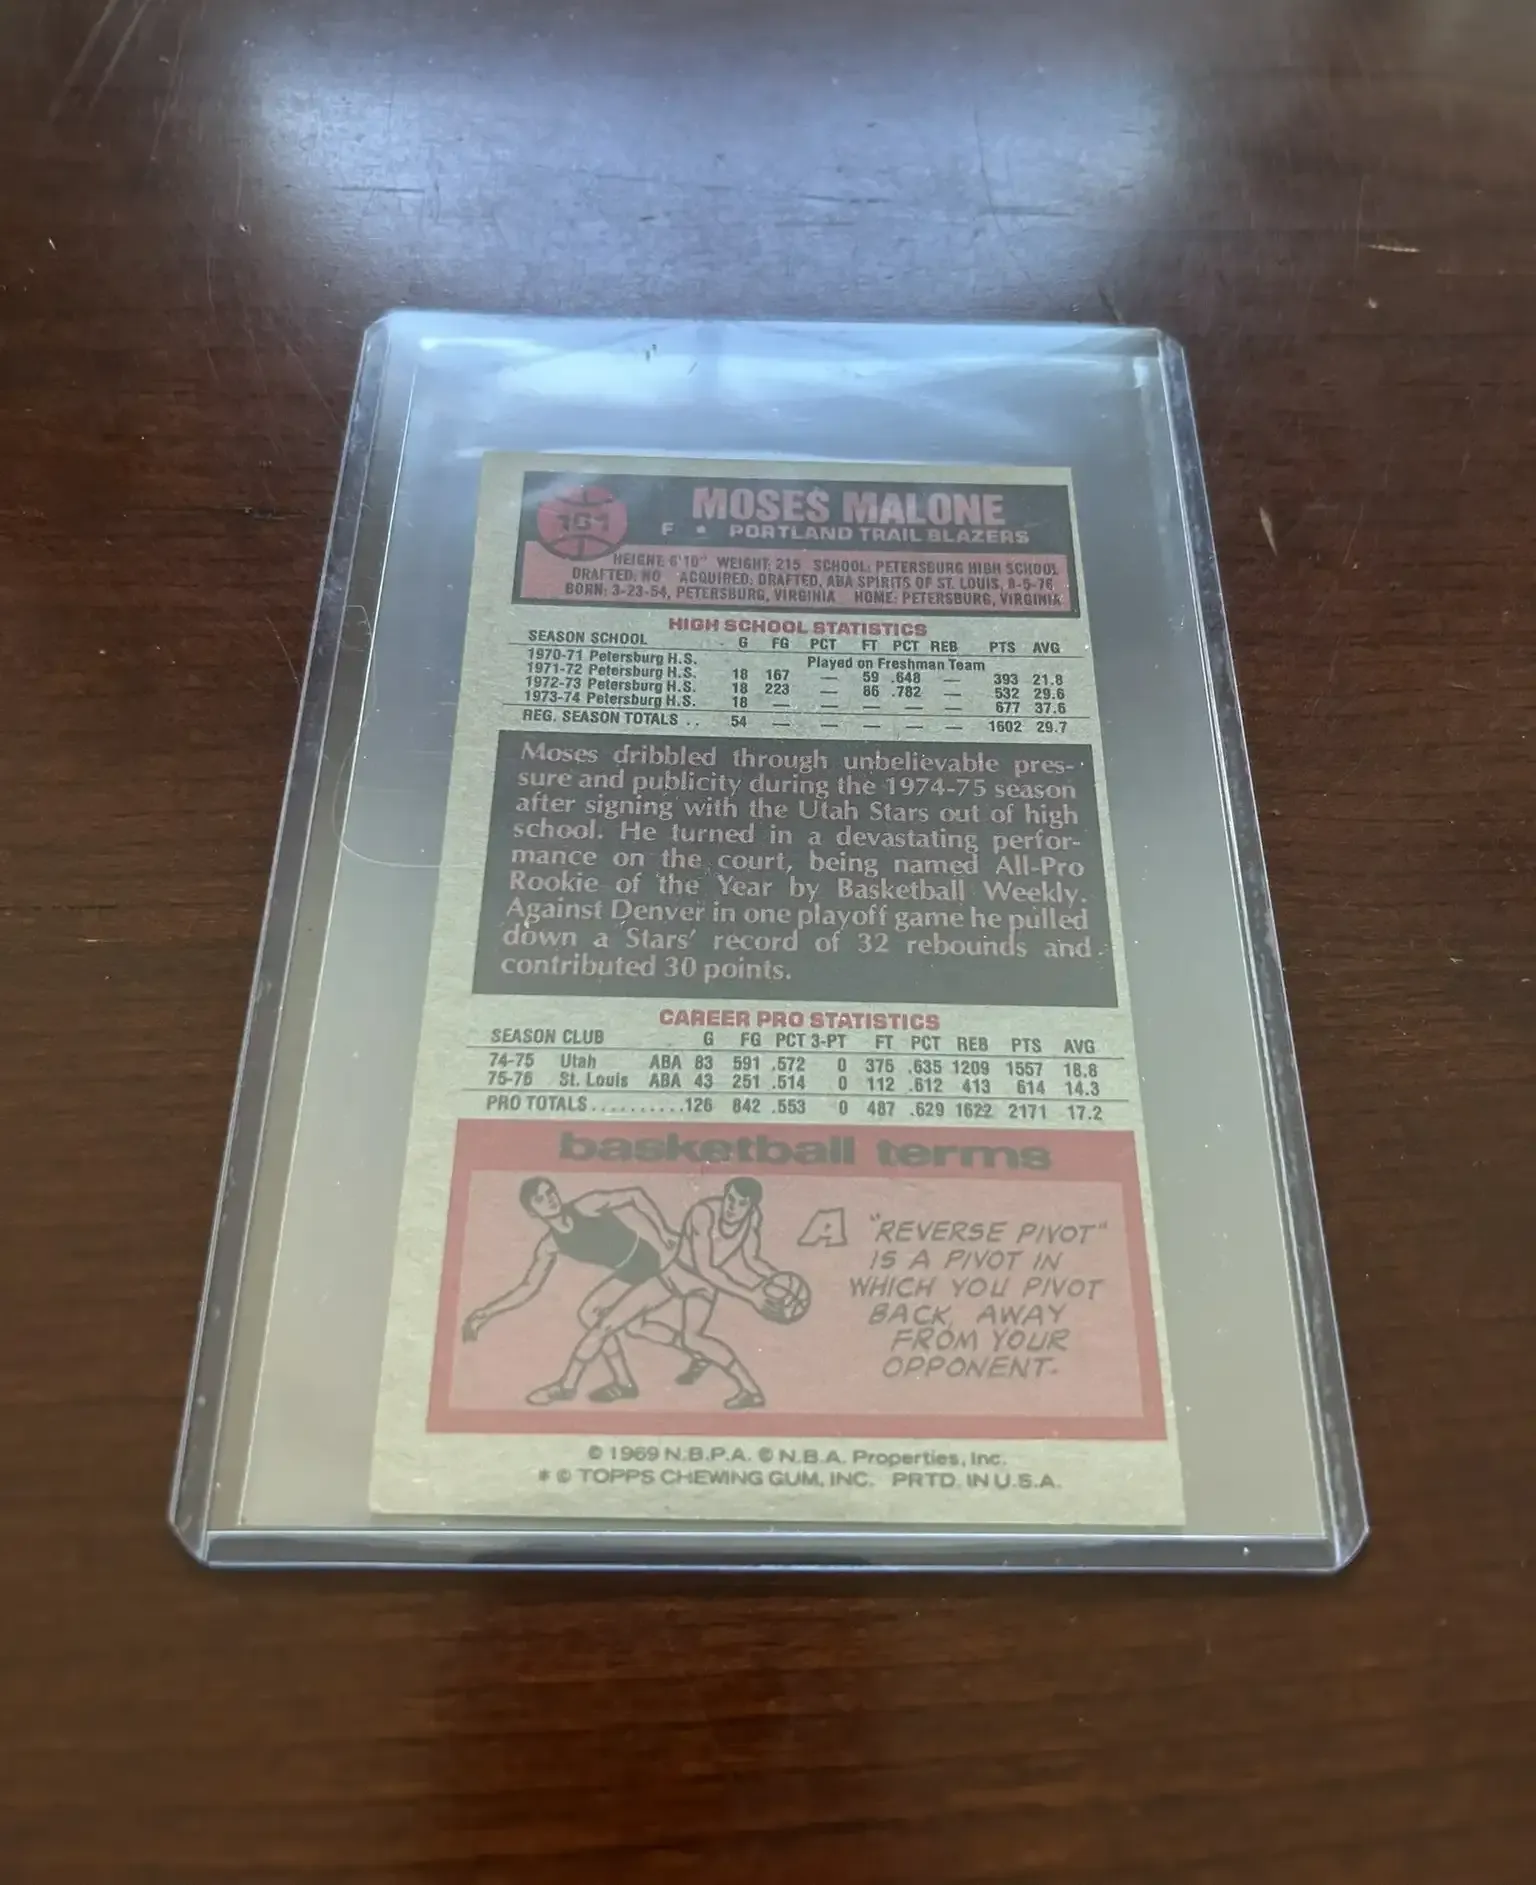 101
MOSES MALONE
F • PORTLAND TRAIL BLAZERS
HEIGHT: 6'10" WEIGHT: 215 SCHOOL: PETERSBURG HIGH SCHOOL
DRAFTED: NO ACQUIRED: DRAFTED, ABA SPIRITS OF ST. LOUIS, 8-5-76
BORN: 3-23-54, PETERSBURG, VIRGINIA HOME: PETERSBURG, VIRGINIA
HIGH SCHOOL STATISTICS
SEASON SCHOOL G FG PCT FT PCT REB PTS AVG
1970-71 Petersburg H.S. Played on Freshman Team
1971-72 Petersburg H.S. 18 167 — 59 .648 — 393 21.8
1972-73 Petersburg H.S. 18 223 — 86 .782 — 532 29.6
1973-74 Petersburg H.S. 18 — — — — — 677 37.6
REG. SEASON TOTALS .. 54 — — — — — 1602 29.7
Moses dribbled through unbelievable pres-
sure and publicity during the 1974-75 season
after signing with the Utah Stars out of high
school. He turned in a devastating perfor-
mance on the court, being named All-Pro
Rookie of the Year by Basketball Weekly.
Against Denver in one playoff game he pulled
down a Stars' record of 32 rebounds and
contributed 30 points.
CAREER PRO STATISTICS
SEASON CLUB G FG PCT 3-PT FT PCT REB PTS AVG
74-75 Utah ABA 83 591 .572 0 375 .635 1209 1557 18.8
75-76 St. Louis ABA 43 251 .514 0 112 .612 413 614 14.3
PRO TOTALS..........126 842 .553 0 487 .629 1622 2171 17.2
basketball terms
A "REVERSE PIVOT"
IS A PIVOT IN
WHICH YOU PIVOT
BACK, AWAY
FROM YOUR
OPPONENT.
© 1969 N.B.P.A. © N.B.A. Properties, Inc.
* © TOPPS CHEWING GUM, INC. PRTD. IN U.S.A.